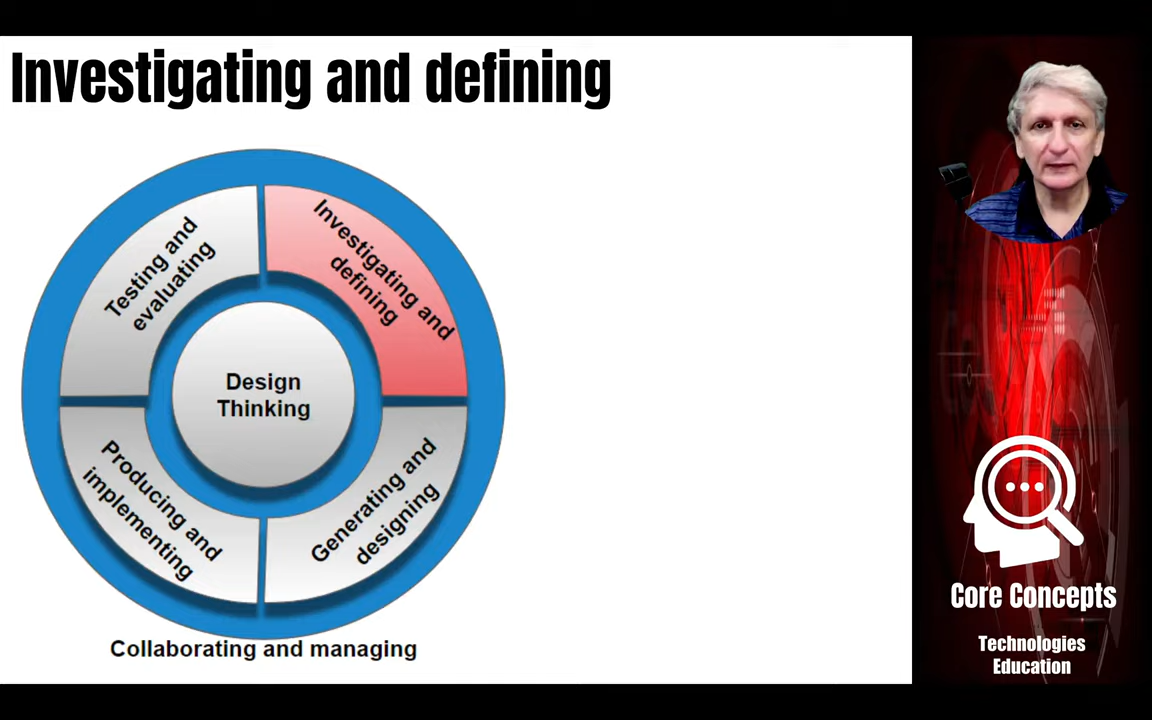 Investigating and defining
Testing and
evaluating
Investigating and
defining
Design
Thinking
Producing and
implementing
Generating and
designing
Collaborating and managing
Core Concepts
Technologies
Education